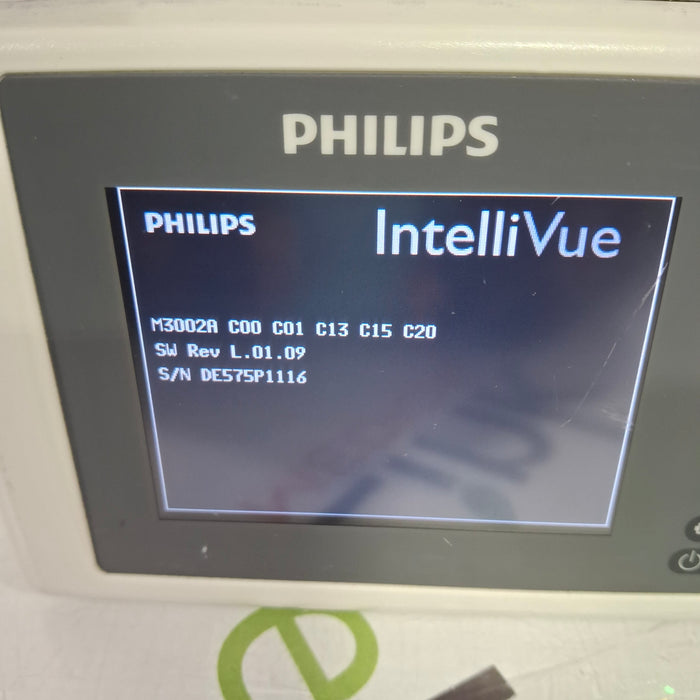 PHILIPS
PHILIPS IntelliVue
M3002A C00 C01 C13 C15 C20
SW Rev L.01.09
S/N DE575P1116